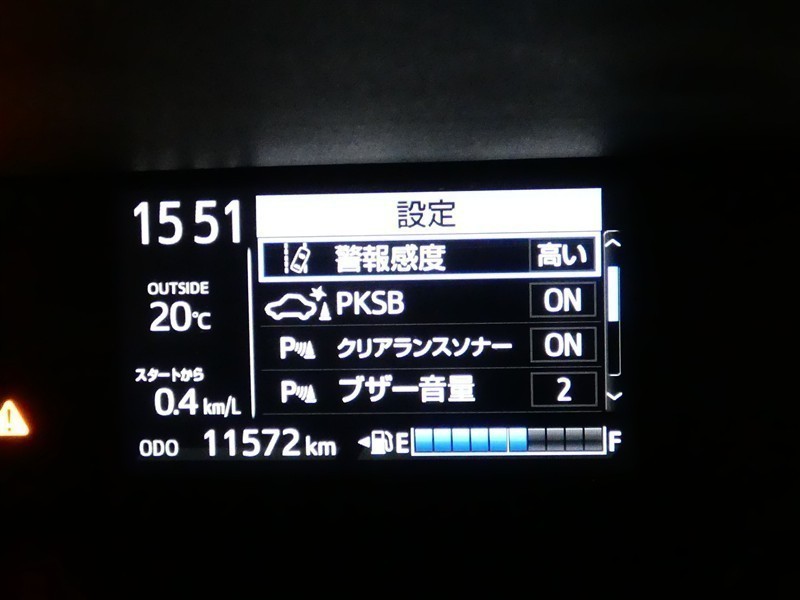 15 51
設定
警報感度 高い
OUTSIDE
20℃
PKSB ON
P クリアランスソナー ON
スタートから
0.4 km/L
P ブザー音量 2
ODO 11572 km
E F